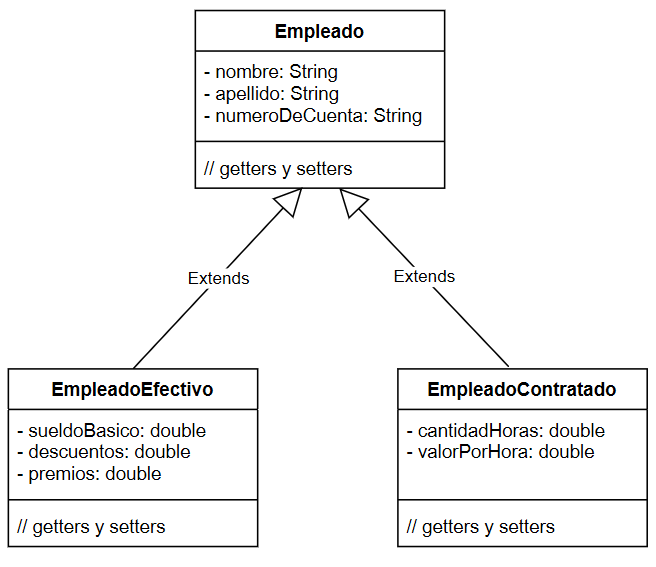 Empleado
- nombre: String
- apellido: String
- numeroDeCuenta: String
// getters y setters
Extends
Extends
EmpleadoEfectivo
- sueldoBasico: double
- descuentos: double
- premios: double
// getters y setters
EmpleadoContratado
- cantidadHoras: double
- valorPorHora: double
// getters y setters